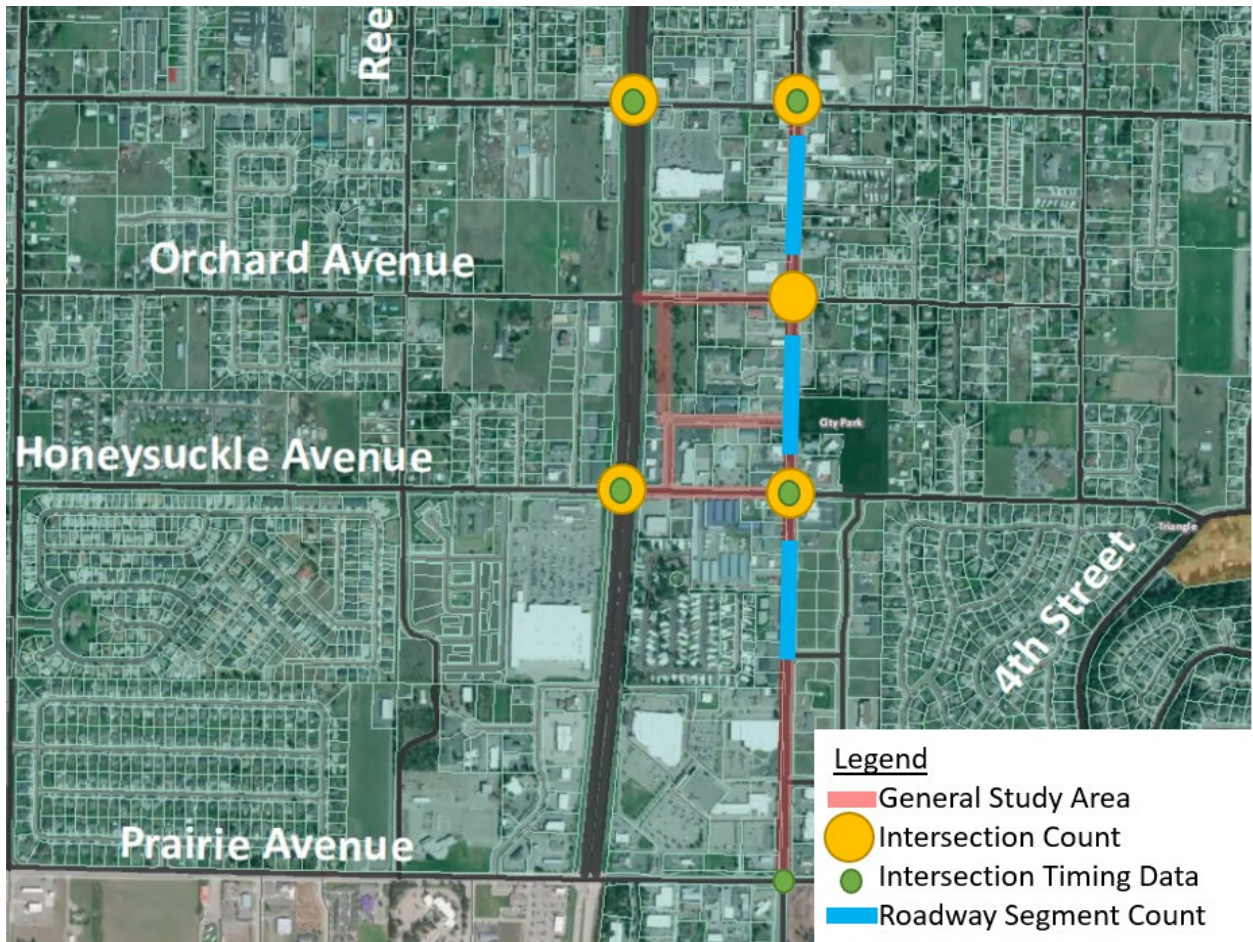 Ree
Orchard Avenue
City Park
Honeysuckle Avenue
Triangle
4th Street
Prairie Avenue
Legend
General Study Area
Intersection Count
Intersection Timing Data
Roadway Segment Count